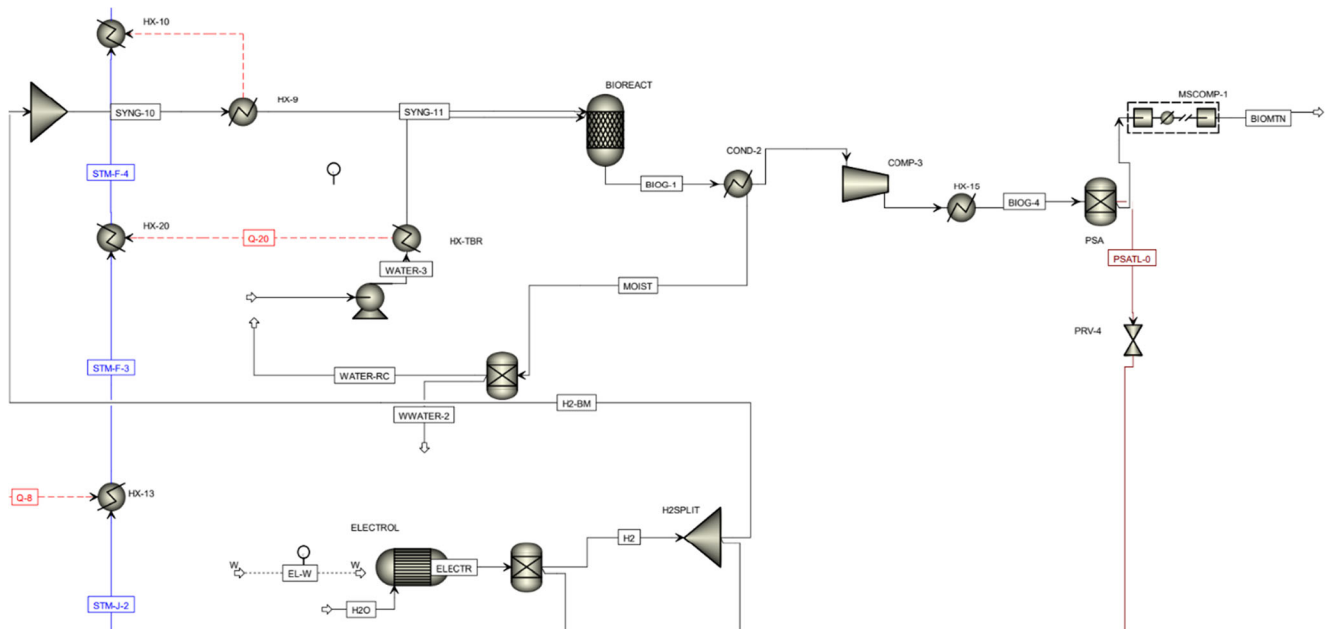 HX-10
HX-9
SYNG-10
SYNG-11
BIOREACT
MSCOMP-1
BIOMTN
COND-2
COMP-3
STM-F-4
BIOG-1
HX-15
BIOG-4
PSA
HX-20
Q-20
HX-TBR
PSATL-0
WATER-3
MOIST
PRV-4
STM-F-3
WATER-RC
H2-BM
WWATER-2
Q-8
HX-13
ELECTROL
H2SPLIT
H2
W
EL-W
W
ELECTR
STM-J-2
H2O